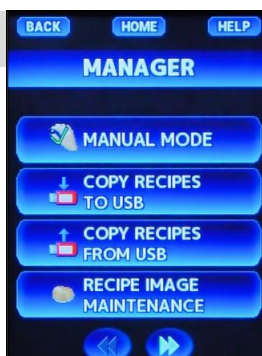 BACK HOME HELP
MANAGER
MANUAL MODE
COPY RECIPES
TO USB
COPY RECIPES
FROM USB
RECIPE IMAGE
MAINTENANCE